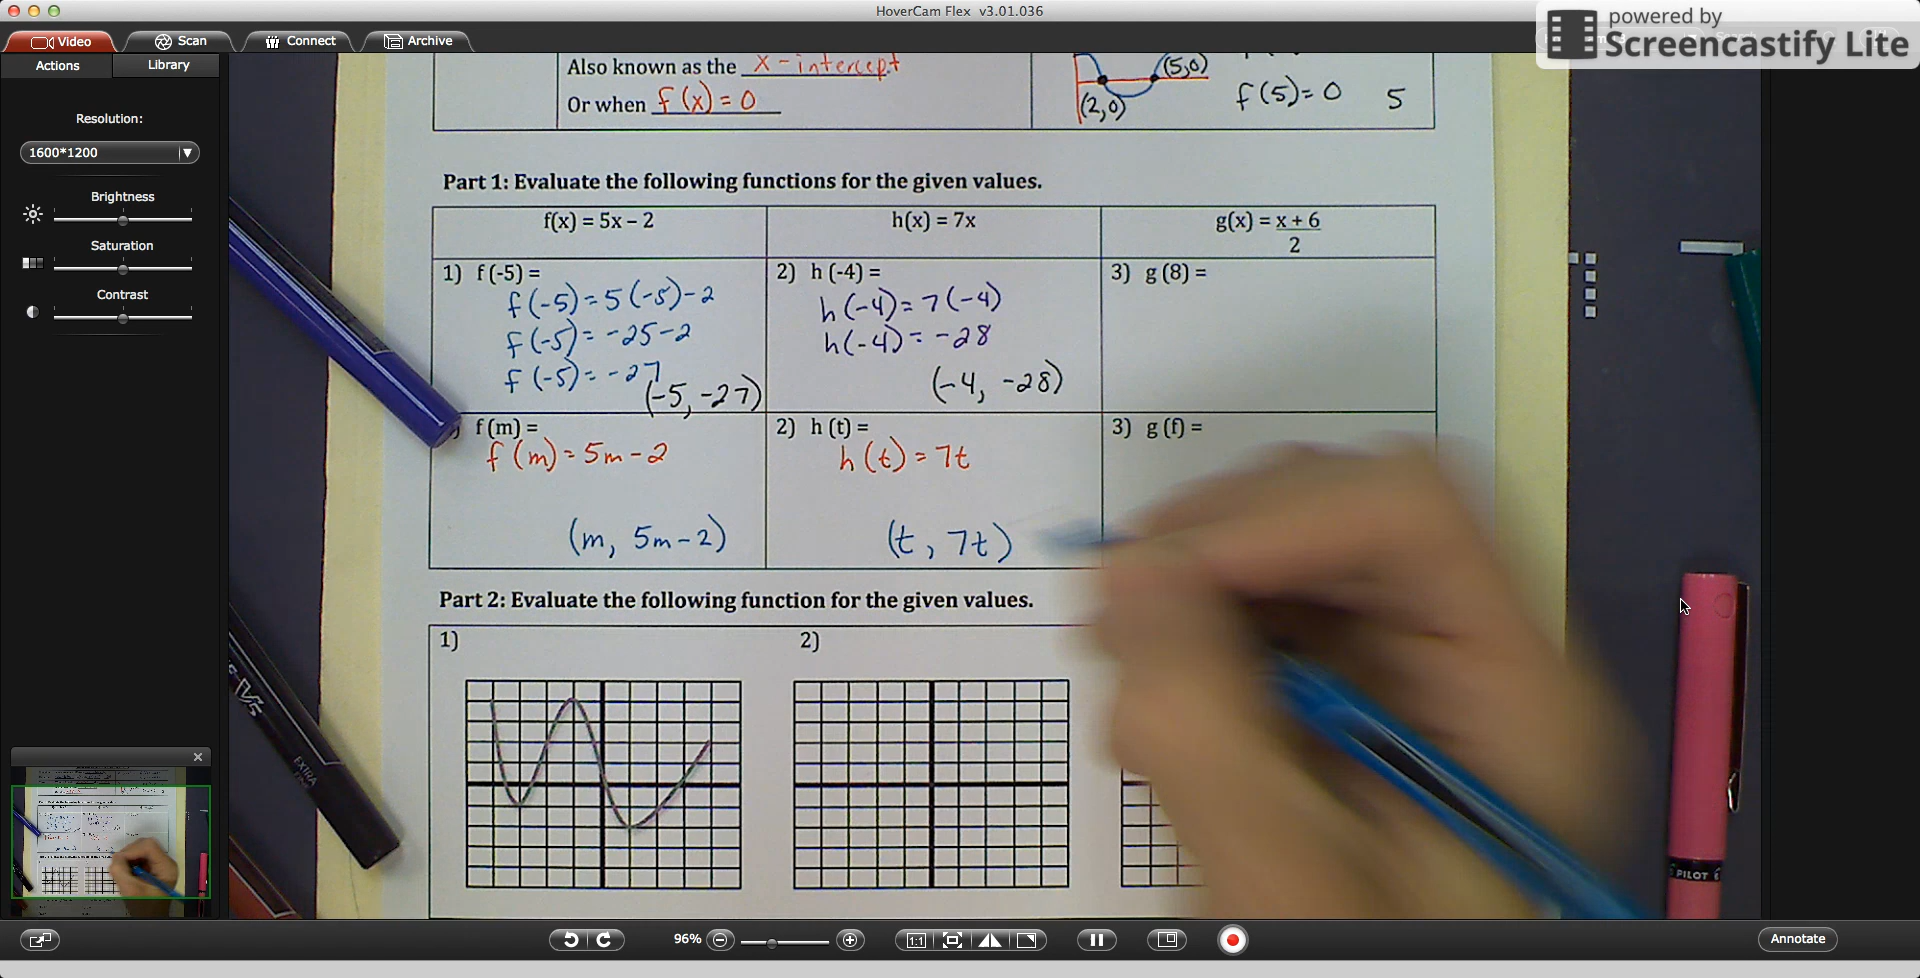 HoverCam Flex v3.01.036
powered by
Screencastify Lite
Video
Scan
Connect
Archive
Actions
Library
Resolution:
1600*1200
Brightness
Saturation
Contrast
Also known as the x-intercept
Or when f(x)=0
(2,0)
(5,0)
f(5)=0 5
Part 1: Evaluate the following functions for the given values.
f(x) = 5x – 2
h(x) = 7x
g(x) = x + 6
2
1) f (-5) =
f(-5)=5(-5)-2
f(-5)= -25-2
f(-5)= -27
(-5, -27)
2) h (-4) =
h(-4)=7(-4)
h(-4)= -28
(-4, -28)
3) g (8) =
f (m) =
f(m)=5m-2
(m, 5m-2)
2) h (t) =
h(t)=7t
(t, 7t)
3) g (f) =
Part 2: Evaluate the following function for the given values.
1)
2)
V5
EXTRA
PILOT
96%
1:1
Annotate